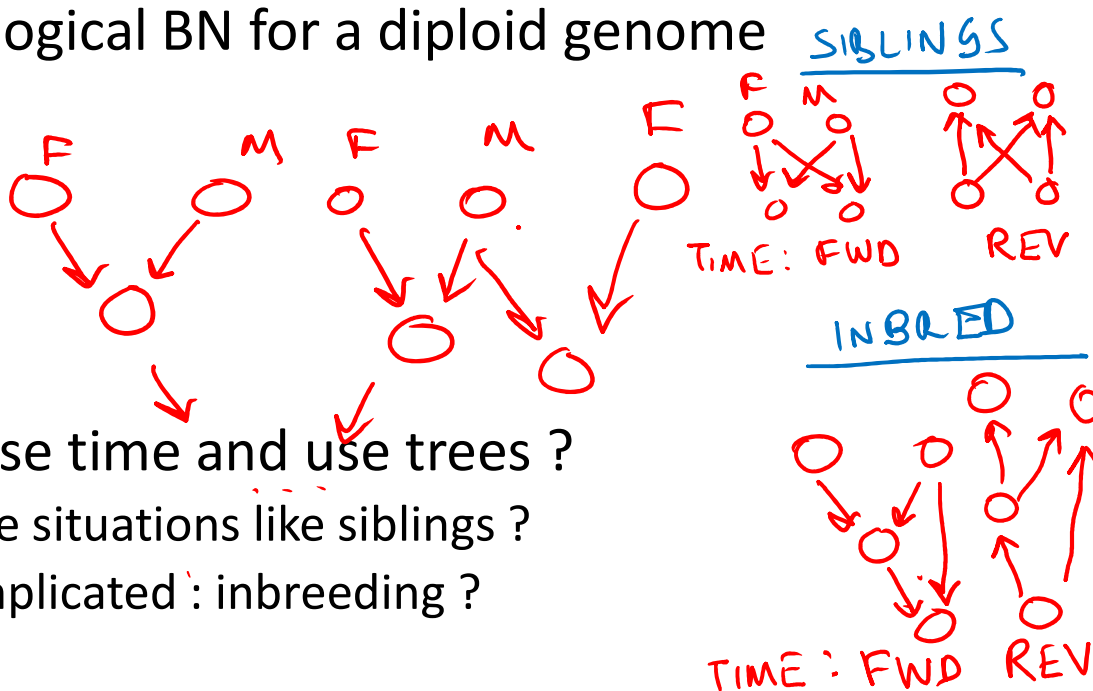 ogical BN for a diploid genome
SIBLINGS
F M F M F
F M
TIME: FWD REV
INBRED
se time and use trees ?
e situations like siblings ?
nplicated : inbreeding ?
TIME: FWD REV